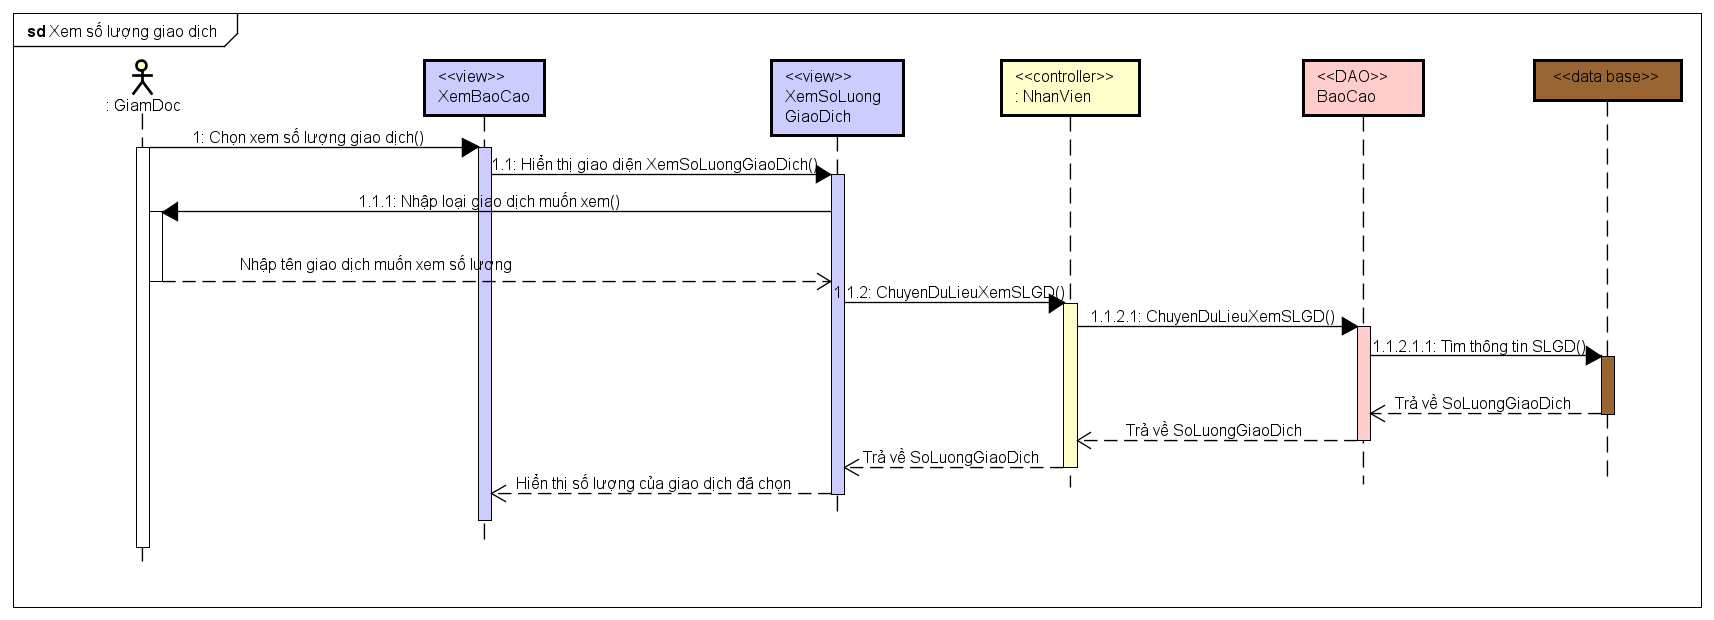 sd Xem số lượng giao dịch
: GiamDoc
<<view>>
XemBaoCao
<<view>>
XemSoLuong
GiaoDich
<<controller>>
: NhanVien
<<DAO>>
BaoCao
<<data base>>
1: Chọn xem số lượng giao dịch()
1.1: Hiển thị giao diện XemSoLuongGiaoDich()
1.1.1: Nhập loại giao dịch muốn xem()
Nhập tên giao dịch muốn xem số lượng
1.1.2: ChuyenDuLieuXemSLGD()
1.1.2.1: ChuyenDuLieuXemSLGD()
1.1.2.1.1: Tìm thông tin SLGD()
Trả về SoLuongGiaoDich
Trả về SoLuongGiaoDich
Trả về SoLuongGiaoDich
Hiển thị số lượng của giao dịch đã chọn